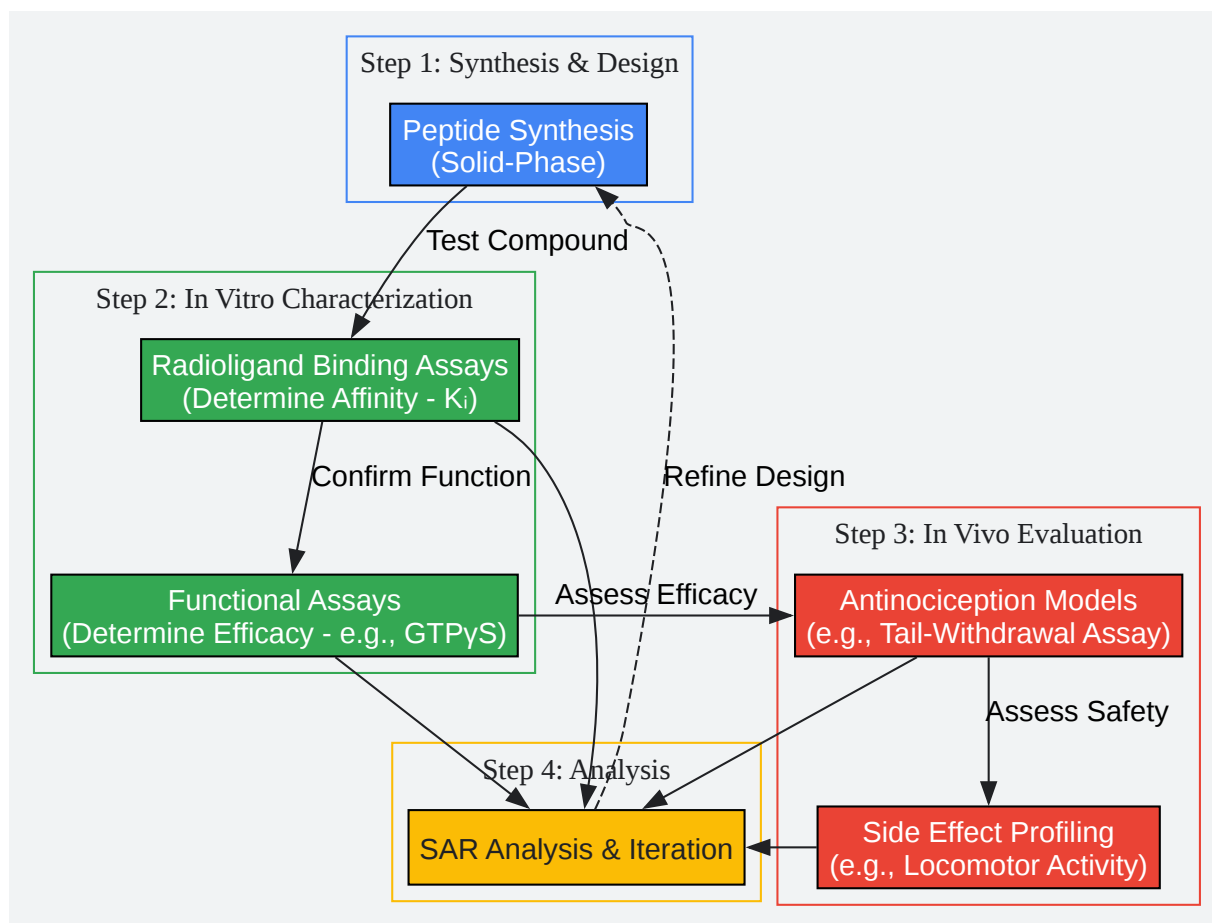 Step 1: Synthesis & Design
Peptide Synthesis
(Solid-Phase)
Test Compound
Step 2: In Vitro Characterization
Radioligand Binding Assays
(Determine Affinity - Kᵢ)
Confirm Function
Refine Design
Functional Assays
(Determine Efficacy - e.g., GTPγS)
Assess Efficacy
Step 3: In Vivo Evaluation
Antinociception Models
(e.g., Tail-Withdrawal Assay)
Assess Safety
Step 4: Analysis
SAR Analysis & Iteration
Side Effect Profiling
(e.g., Locomotor Activity)